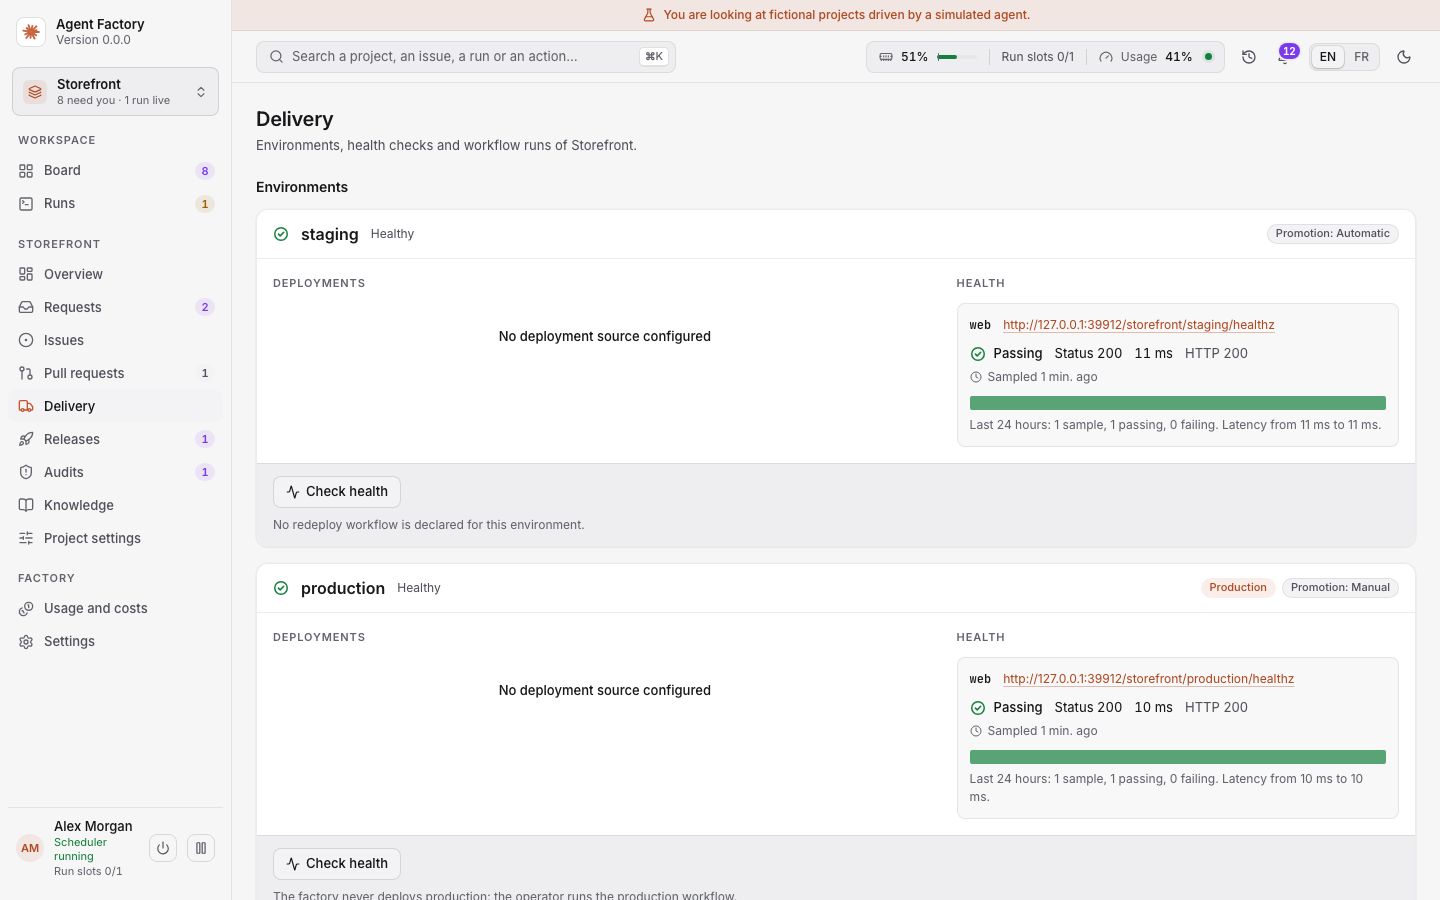 Agent Factory
Version 0.0.0
Storefront
8 need you · 1 run live
WORKSPACE
Board 8
Runs 1
STOREFRONT
Overview
Requests 2
Issues
Pull requests 1
Delivery
Releases 1
Audits 1
Knowledge
Project settings
FACTORY
Usage and costs
Settings
AM
Alex Morgan
Scheduler running
Run slots 0/1
You are looking at fictional projects driven by a simulated agent.
Search a project, an issue, a run or an action... ⌘K
51% Run slots 0/1 Usage 41% 12 EN FR
Delivery
Environments, health checks and workflow runs of Storefront.
Environments
staging Healthy Promotion: Automatic
DEPLOYMENTS
No deployment source configured
HEALTH
web http://127.0.0.1:39912/storefront/staging/healthz
Passing Status 200 11 ms HTTP 200
Sampled 1 min. ago
Last 24 hours: 1 sample, 1 passing, 0 failing. Latency from 11 ms to 11 ms.
Check health
No redeploy workflow is declared for this environment.
production Healthy Production Promotion: Manual
DEPLOYMENTS
No deployment source configured
HEALTH
web http://127.0.0.1:39912/storefront/production/healthz
Passing Status 200 10 ms HTTP 200
Sampled 1 min. ago
Last 24 hours: 1 sample, 1 passing, 0 failing. Latency from 10 ms to 10
ms.
Check health
The factory never deploys production: the operator runs the production workflow.